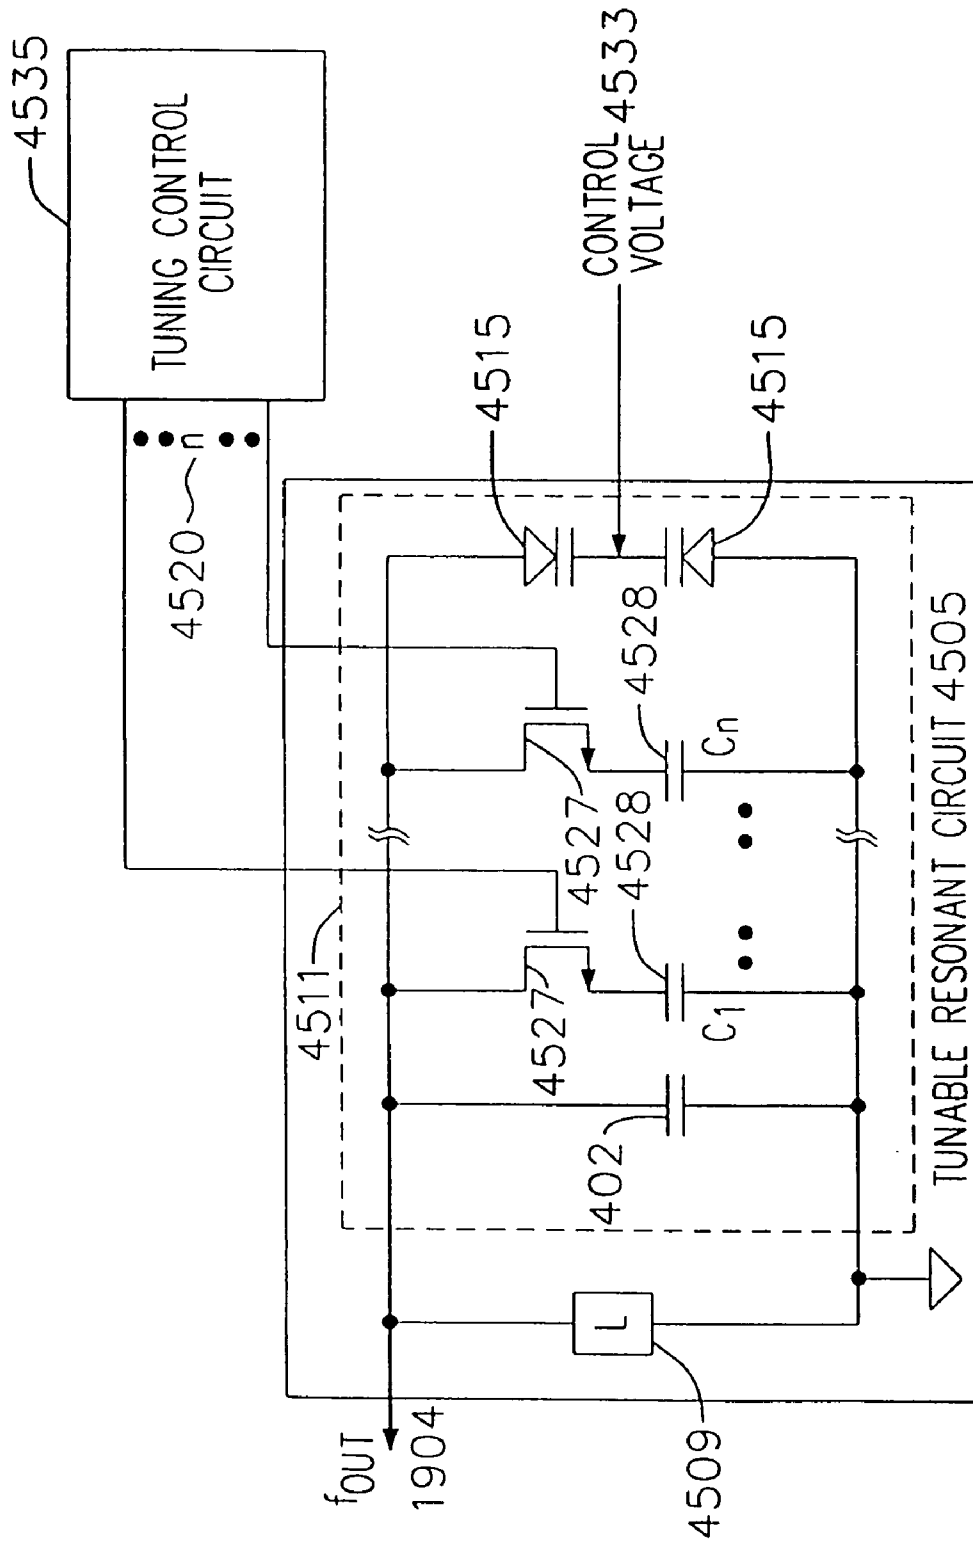 4535
TUNING CONTROL
CIRCUIT
n
4520
CONTROL
VOLTAGE 4533
4515
4515
4511
4527
4527
4528
4528
Cn
C1
402
L
4509
fOUT
1904
TUNABLE RESONANT CIRCUIT 4505